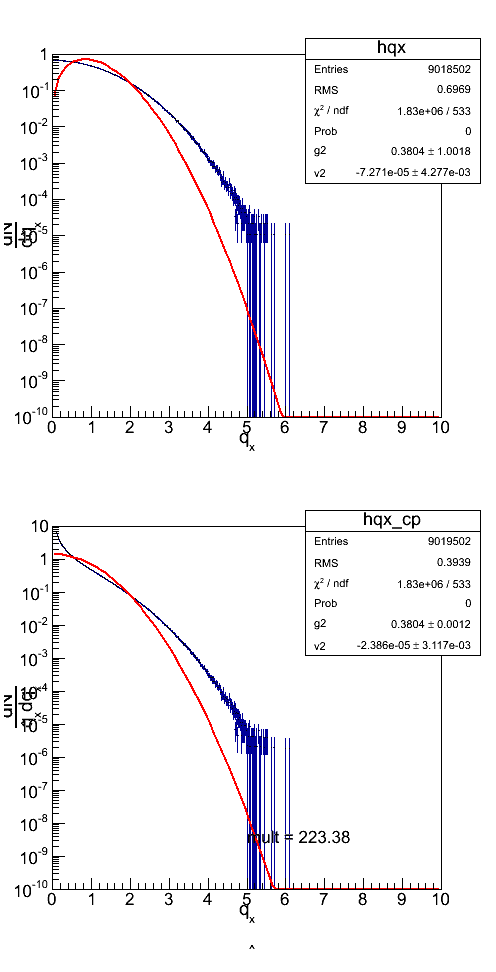 hqx
Entries 9018502
RMS 0.6969
χ² / ndf 1.83e+06 / 533
Prob 0
g2 0.3804 ± 1.0018
v2 -7.271e-05 ± 4.277e-03
1
10⁻¹
10⁻²
10⁻³
10⁻⁴
10⁻⁵
10⁻⁶
10⁻⁷
10⁻⁸
10⁻⁹
10⁻¹⁰
0 1 2 3 4 5 6 7 8 9 10
qₓ
hqx_cp
Entries 9019502
RMS 0.3939
χ² / ndf 1.83e+06 / 533
Prob 0
g2 0.3804 ± 0.0012
v2 -2.386e-05 ± 3.117e-03
10
1
10⁻¹
10⁻²
10⁻³
10⁻⁴
10⁻⁵
10⁻⁶
10⁻⁷
10⁻⁸
10⁻⁹
10⁻¹⁰
mult = 223.38
0 1 2 3 4 5 6 7 8 9 10
qₓ